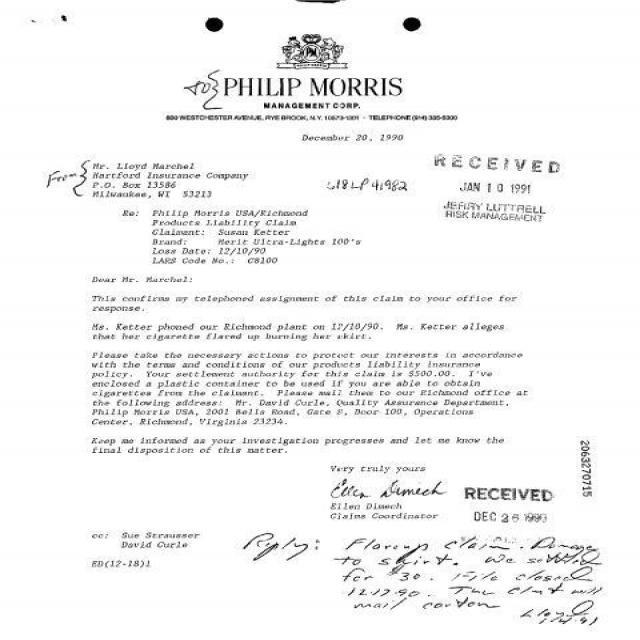 to PHILIP MORRIS
MANAGEMENT CORP.
800 WESTCHESTER AVENUE, RYE BROOK, N.Y. 10573-1301 · TELEPHONE (914) 335-5000
December 20, 1990
From Mr. Lloyd Marchel
Hartford Insurance Company
P.O. Box 13586
Milwaukee, WI 53213
618 LP 41982
RECEIVED
JAN 10 1991
JERRY LUTTRELL
RISK MANAGEMENT
Re: Philip Morris USA/Richmond
Products Liability Claim
Claimant: Susan Ketter
Brand: Merit Ultra-Lights 100's
Loss Date: 12/10/90
LARS Code No.: C8100
Dear Mr. Marchel:
This confirms my telephoned assignment of this claim to your office for
response.
Ms. Ketter phoned our Richmond plant on 12/10/90. Ms. Ketter alleges
that her cigarette flared up burning her skirt.
Please take the necessary actions to protect our interests in accordance
with the terms and conditions of our products liability insurance
policy. Your settlement authority for this claim is $500.00. I've
enclosed a plastic container to be used if you are able to obtain
cigarettes from the claimant. Please mail them to our Richmond office at
the following address: Mr. David Curle, Quality Assurance Department,
Philip Morris USA, 2001 Bells Road, Gate E, Door 100, Operations
Center, Richmond, Virginia 23234.
Keep me informed as your investigation progresses and let me know the
final disposition of this matter.
Very truly yours
Ellen Dimech
Ellen Dimech
Claims Coordinator
RECEIVED
DEC 26 1990
2063270715
cc: Sue Strausser
David Curle
ED(12-18)1
Reply: Flareup claim. Damage
to skirt. We settled
for $30. File closed
12.17.90. The clmt will
mail carton
Lloyd